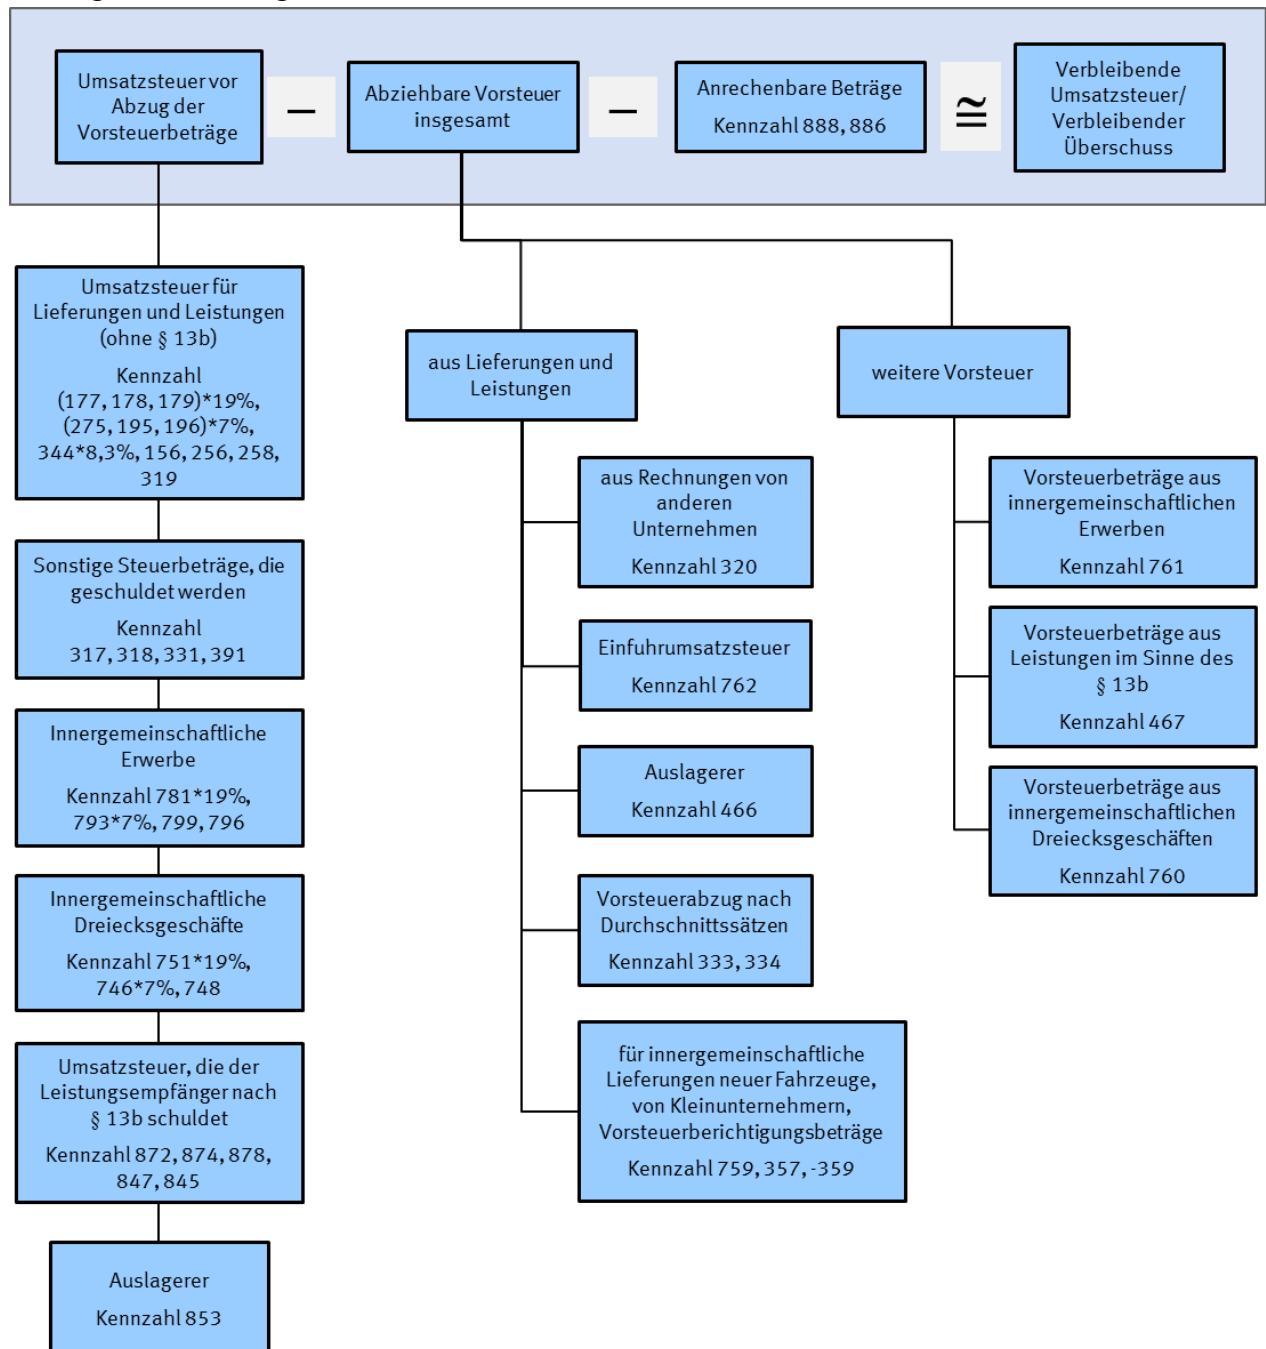 Umsatzsteuer vor
Abzug der
Vorsteuerbeträge
−
Abziehbare Vorsteuer
insgesamt
−
Anrechenbare Beträge
Kennzahl 888, 886
≅
Verbleibende
Umsatzsteuer/
Verbleibender
Überschuss
Umsatzsteuer für
Lieferungen und Leistungen
(ohne § 13b)
Kennzahl
(177, 178, 179)*19%,
(275, 195, 196)*7%,
344*8,3%, 156, 256, 258,
319
Sonstige Steuerbeträge, die
geschuldet werden
Kennzahl
317, 318, 331, 391
Innergemeinschaftliche
Erwerbe
Kennzahl 781*19%,
793*7%, 799, 796
Innergemeinschaftliche
Dreiecksgeschäfte
Kennzahl 751*19%,
746*7%, 748
Umsatzsteuer, die der
Leistungsempfänger nach
§ 13b schuldet
Kennzahl 872, 874, 878,
847, 845
Auslagerer
Kennzahl 853
aus Lieferungen und
Leistungen
aus Rechnungen von
anderen
Unternehmen
Kennzahl 320
Einfuhrumsatzsteuer
Kennzahl 762
Auslagerer
Kennzahl 466
Vorsteuerabzug nach
Durchschnittssätzen
Kennzahl 333, 334
für innergemeinschaftliche
Lieferungen neuer Fahrzeuge,
von Kleinunternehmern,
Vorsteuerberichtigungsbeträge
Kennzahl 759, 357, -359
weitere Vorsteuer
Vorsteuerbeträge aus
innergemeinschaftlichen
Erwerben
Kennzahl 761
Vorsteuerbeträge aus
Leistungen im Sinne des
§ 13b
Kennzahl 467
Vorsteuerbeträge aus
innergemeinschaftlichen
Dreiecksgeschäften
Kennzahl 760